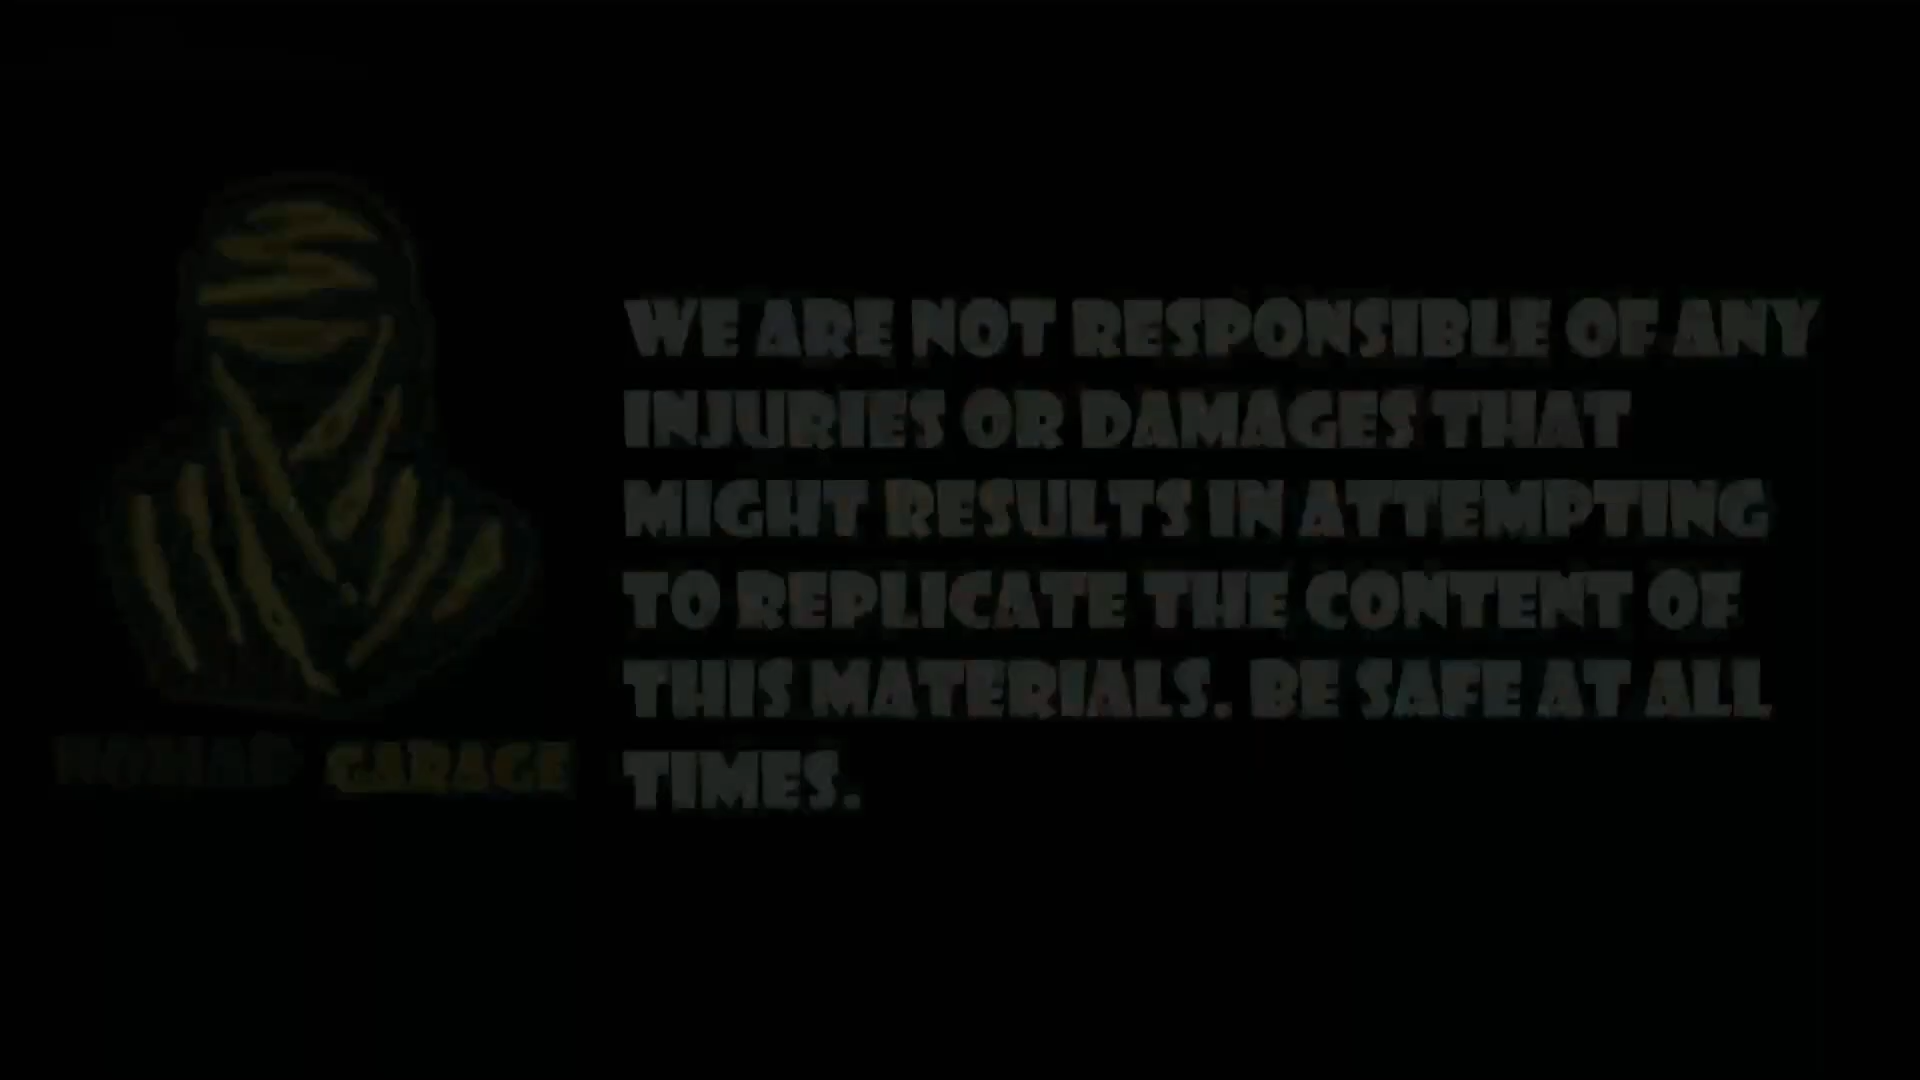 WE ARE NOT RESPONSIBLE OF ANY
INJURIES OR DAMAGES THAT
MIGHT RESULTS IN ATTEMPTING
TO REPLICATE THE CONTENT OF
THIS MATERIALS. BE SAFE AT ALL
TIMES.
NOMAD GARAGE